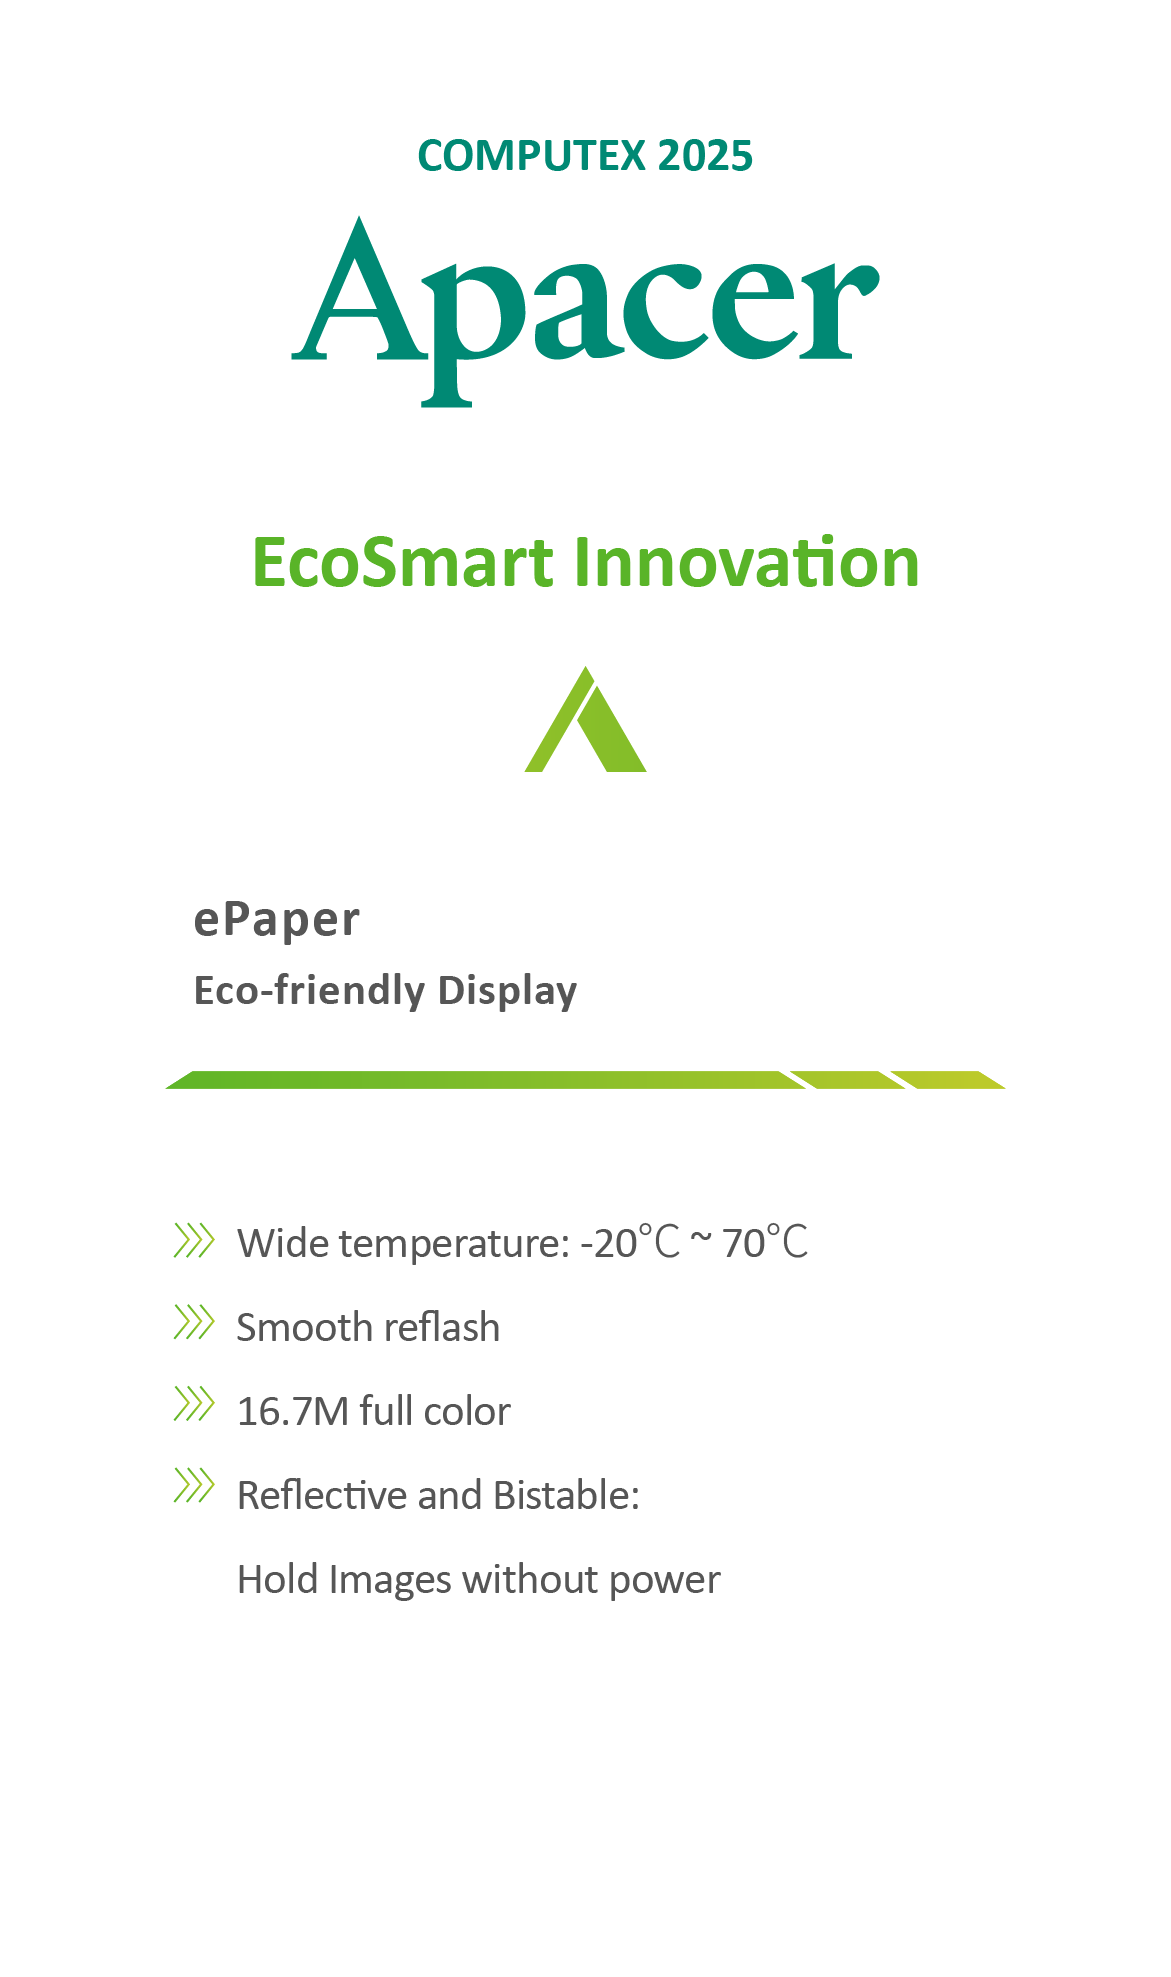 COMPUTEX 2025
Apacer
EcoSmart Innovation
ePaper
Eco-friendly Display
Wide temperature: -20℃ ~ 70℃
Smooth reflash
16.7M full color
Reflective and Bistable:
Hold Images without power